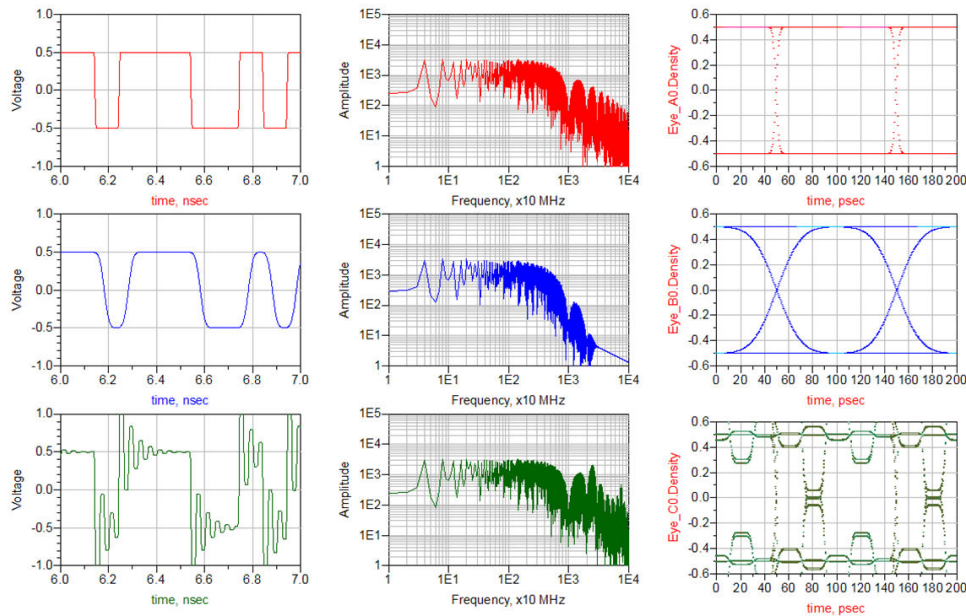 1.0
0.5
0.0
-0.5
-1.0
Voltage
6.0 6.2 6.4 6.6 6.8 7.0
time, nsec
1E5
1E4
1E3
1E2
1E1
1
Amplitude
1 1E1 1E2 1E3 1E4
Frequency, x10 MHz
0.6
0.4
0.2
0.0
-0.2
-0.4
-0.6
Eye_A0.Density
0 20 40 60 80 100 120 140 160 180 200
time, psec
1.0
0.5
0.0
-0.5
-1.0
Voltage
6.0 6.2 6.4 6.6 6.8 7.0
time, nsec
1E5
1E4
1E3
1E2
1E1
1
Amplitude
1 1E1 1E2 1E3 1E4
Frequency, x10 MHz
0.6
0.4
0.2
0.0
-0.2
-0.4
-0.6
Eye_B0.Density
0 20 40 60 80 100 120 140 160 180 200
time, psec
1.0
0.5
0.0
-0.5
-1.0
Voltage
6.0 6.2 6.4 6.6 6.8 7.0
time, nsec
1E5
1E4
1E3
1E2
1E1
1
Amplitude
1 1E1 1E2 1E3 1E4
Frequency, x10 MHz
0.6
0.4
0.2
0.0
-0.2
-0.4
-0.6
Eye_C0.Density
0 20 40 60 80 100 120 140 160 180 200
time, psec